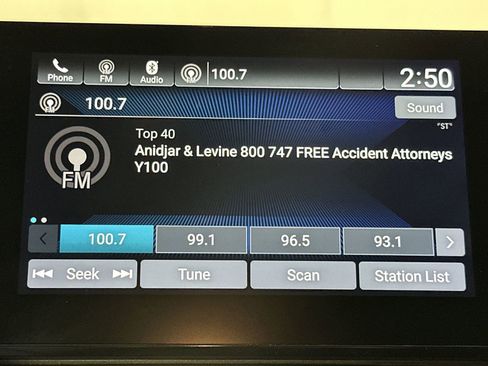 Phone FM Audio 100.7 2:50
FM 100.7 Sound
"ST"
Top 40
Anidjar & Levine 800 747 FREE Accident Attorneys
Y100
FM
100.7 99.1 96.5 93.1
Seek Tune Scan Station List